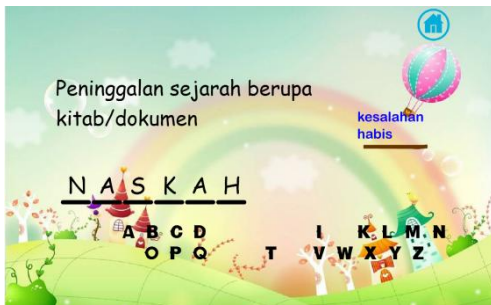 Peninggalan sejarah berupa
kitab/dokumen
kesalahan
habis
N A S K A H
A B C D I K L M N
O P Q T V W X Y Z